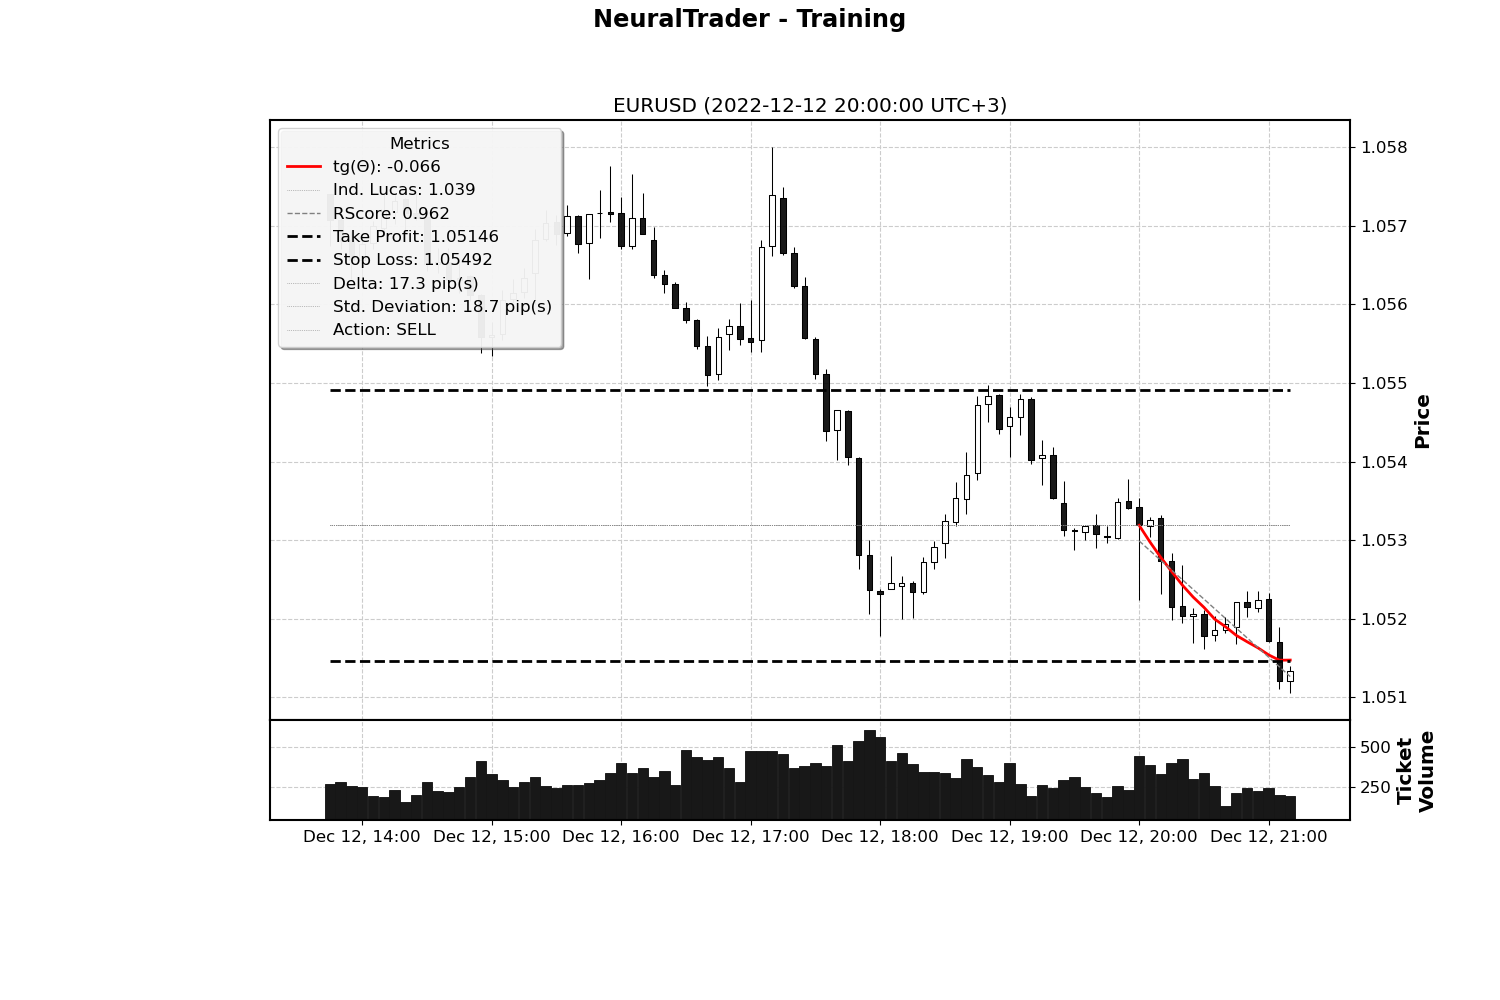 NeuralTrader - Training
EURUSD (2022-12-12 20:00:00 UTC+3)
Metrics
tg(Θ): -0.066
Ind. Lucas: 1.039
RScore: 0.962
Take Profit: 1.05146
Stop Loss: 1.05492
Delta: 17.3 pip(s)
Std. Deviation: 18.7 pip(s)
Action: SELL
1.058
1.057
1.056
1.055
1.054
1.053
1.052
1.051
Price
500
250
Ticket
Volume
Dec 12, 14:00
Dec 12, 15:00
Dec 12, 16:00
Dec 12, 17:00
Dec 12, 18:00
Dec 12, 19:00
Dec 12, 20:00
Dec 12, 21:00